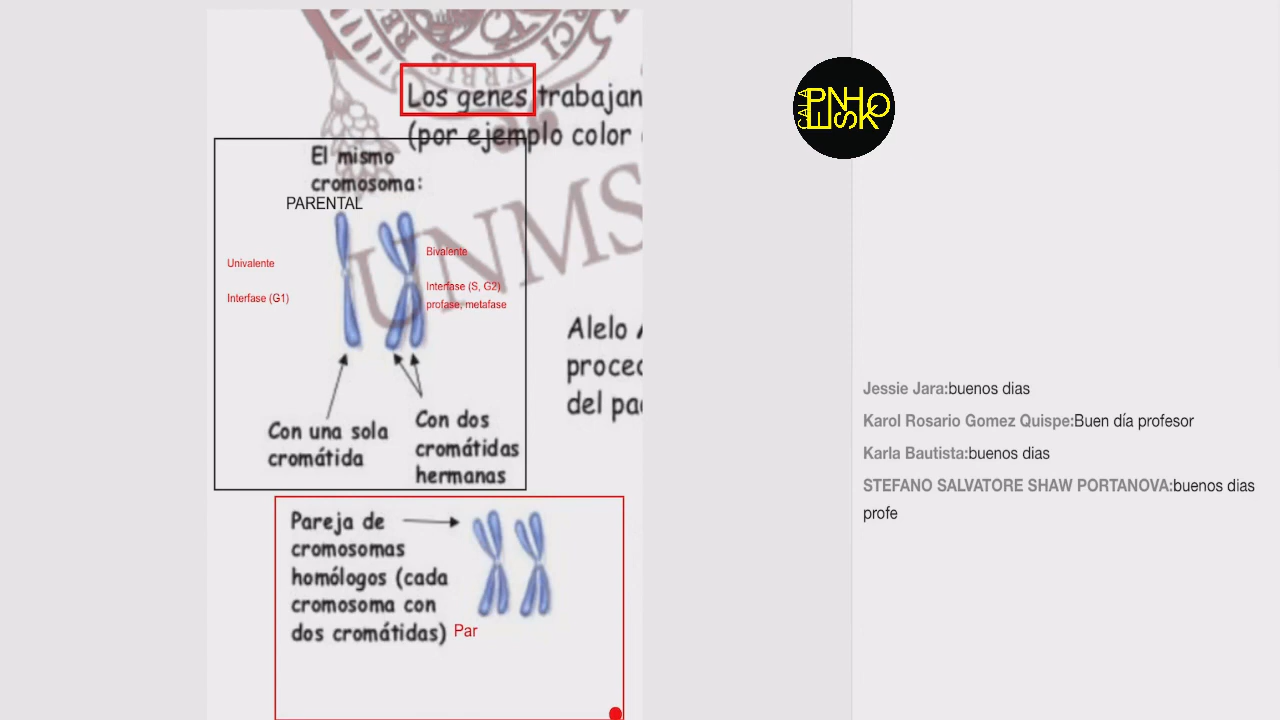 Los genes trabajan
(por ejemplo color
El mismo
cromosoma:
PARENTAL
Univalente
Interfase (G1)
Bivalente
Interfase (S, G2)
profase, metafase
UNMS
Con una sola
cromátida
Con dos
cromátidas
hermanas
Alelo
del
Pareja de
cromosomas
homólogos (cada
cromosoma con
dos cromátidas) Par
Jessie Jara:buenos dias
Karol Rosario Gomez Quispe:Buen día profesor
Karla Bautista:buenos dias
STEFANO SALVATORE SHAW PORTANOVA:buenos dias
profe